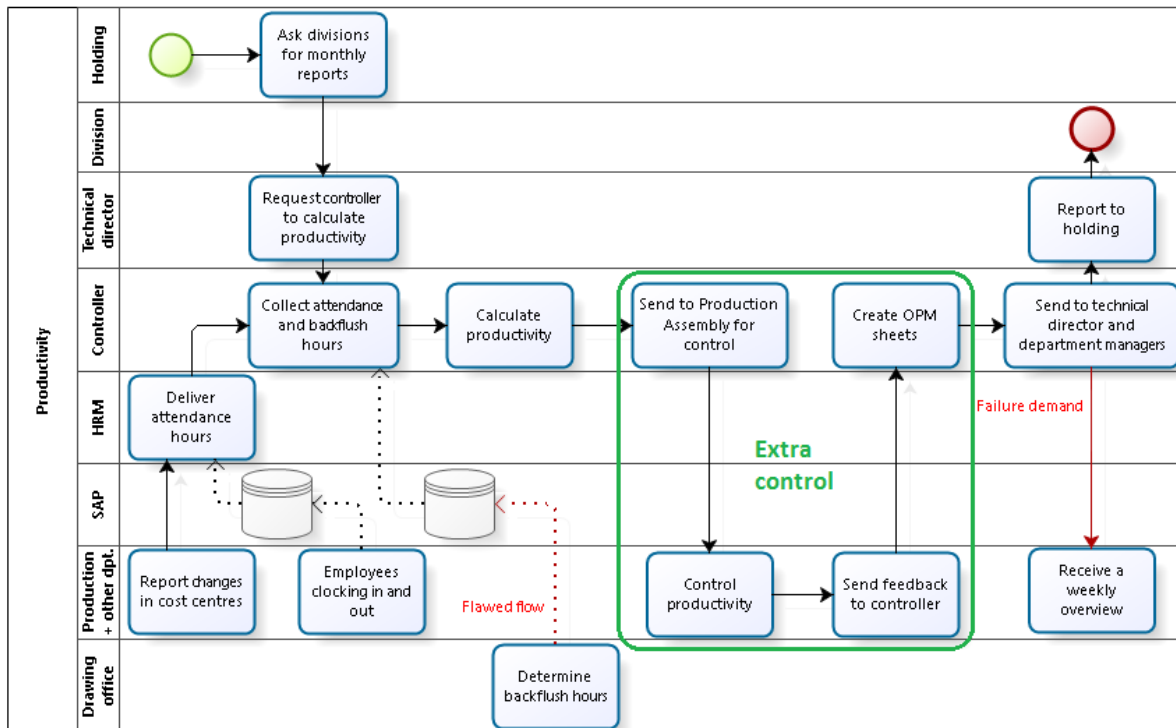 Productivity
Holding
Ask divisions
for monthly
reports
Division
Technical
director
Request controller
to calculate
productivity
Report to
holding
Controller
Collect attendance
and backflush
hours
Calculate
productivity
Send to Production
Assembly for
control
Create OPM
sheets
Send to technical
director and
department managers
HRM
Deliver
attendance
hours
Failure demand
Extra
control
SAP
Production
+ other dpt.
Report changes
in cost centres
Employees
clocking in and
out
Flawed flow
Control
productivity
Send feedback
to controller
Receive a
weekly
overview
Drawing
office
Determine
backflush hours